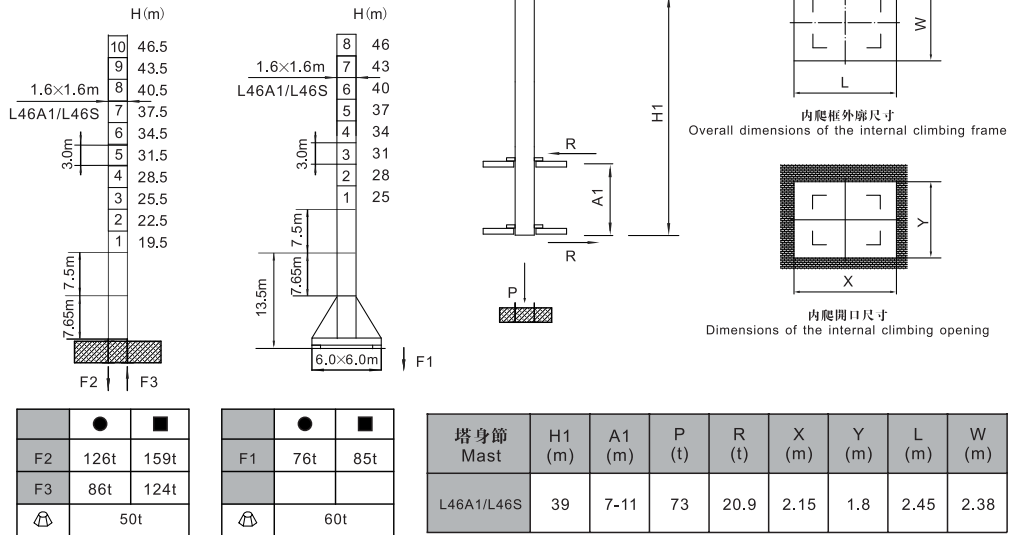 H(m)
10 46.5
9 43.5
8 40.5
7 37.5
6 34.5
5 31.5
4 28.5
3 25.5
2 22.5
1 19.5
1.6×1.6m
L46A1/L46S
3.0m
7.5m
7.65m
F2 F3
H(m)
8 46
7 43
6 40
5 37
4 34
3 31
2 28
1 25
1.6×1.6m
L46A1/L46S
3.0m
7.5m
7.65m
13.5m
6.0×6.0m
F1
H1
R
A1
R
P
W
L
内爬框外廓尺寸
Overall dimensions of the internal climbing frame
Y
X
内爬開口尺寸
Dimensions of the internal climbing opening
F2 126t 159t
F3 86t 124t
50t
F1 76t 85t
60t
塔身節 H1 A1 P R X Y L W
Mast (m) (m) (t) (t) (m) (m) (m) (m)
L46A1/L46S 39 7-11 73 20.9 2.15 1.8 2.45 2.38